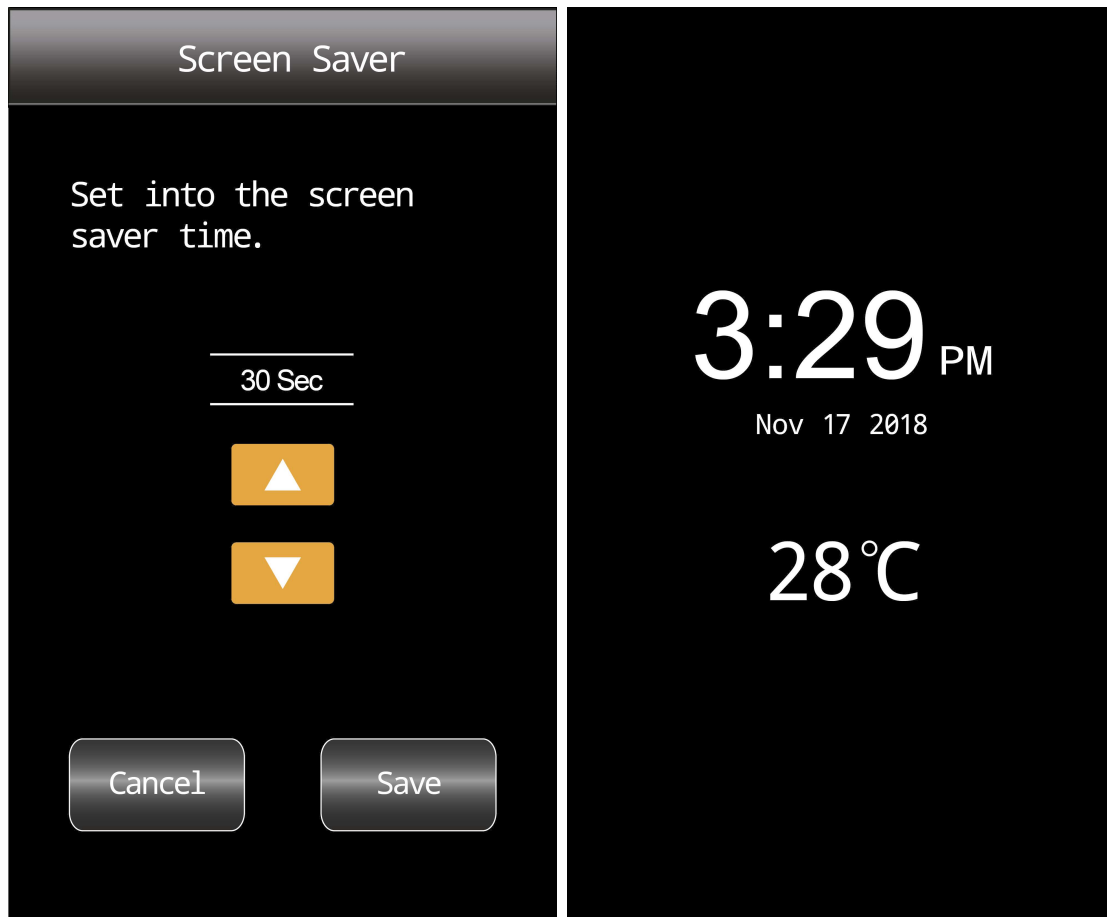 Screen Saver
Set into the screen
saver time.
30 Sec
Cancel
Save
3:29 PM
Nov 17 2018
28℃